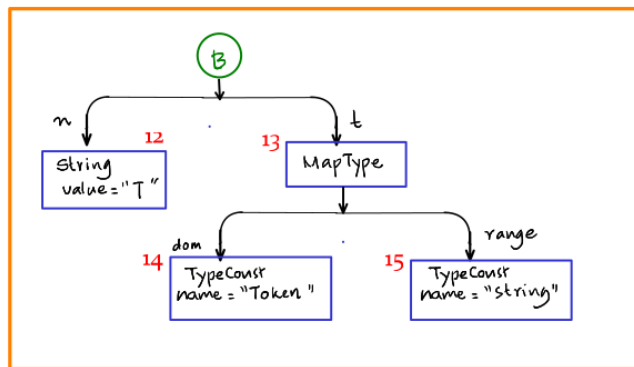 B
n
t
12
13
String
value="T"
MapType
dom
range
14
15
TypeConst
name="Token"
TypeConst
name="string"